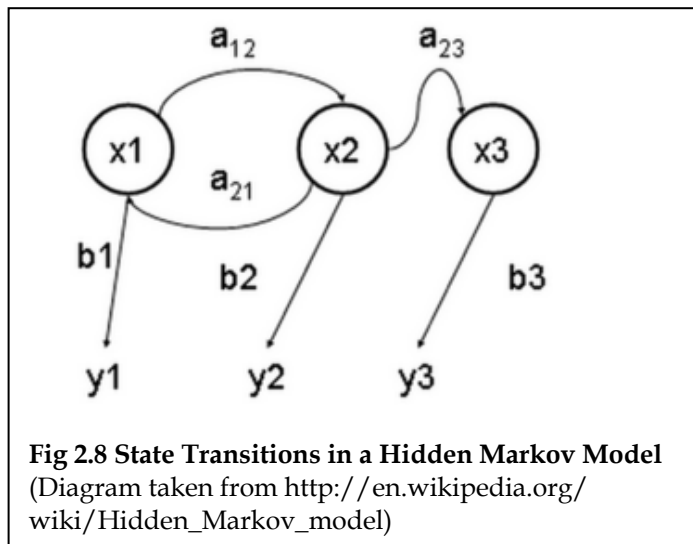 a₁₂ a₂₃
x1 x2 x3
a₂₁
b1 b2 b3
y1 y2 y3
Fig 2.8 State Transitions in a Hidden Markov Model
(Diagram taken from http://en.wikipedia.org/
wiki/Hidden_Markov_model)